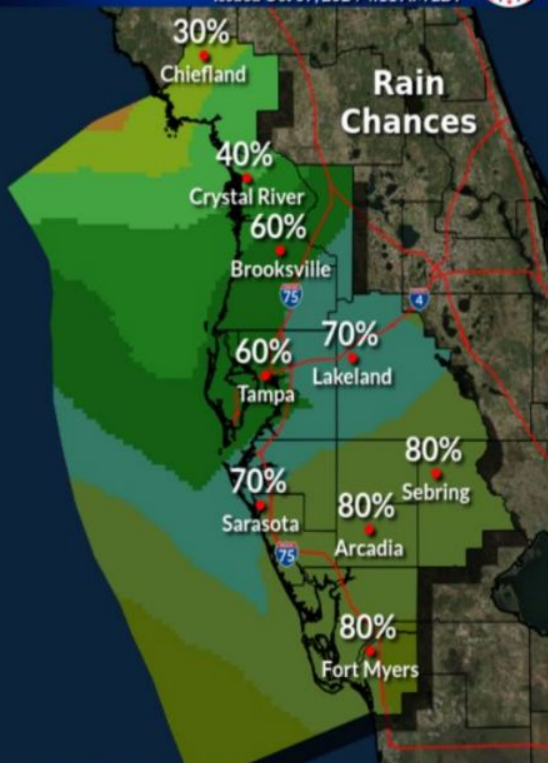 30%
Chiefland
Rain
Chances
40%
Crystal River
60%
Brooksville
75
4
70%
Lakeland
60%
Tampa
80%
Sebring
70%
Sarasota
80%
Arcadia
75
80%
Fort Myers